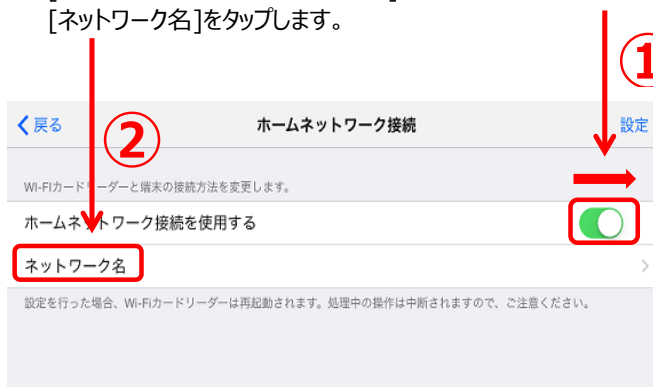 [ネットワーク名]をタップします。
①
②
戻る
ホームネットワーク接続
設定
WI-FIカードリーダーと端末の接続方法を変更します。
ホームネットワーク接続を使用する
ネットワーク名
設定を行った場合、Wi-Fiカードリーダーは再起動されます。処理中の操作は中断されますので、ご注意ください。